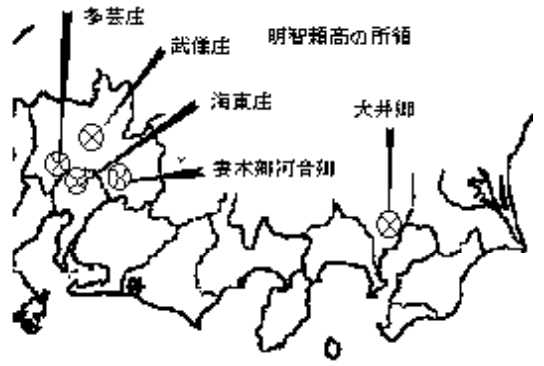 多芸庄
武儀庄
明智頼高の所領
海東庄
大井郷
妻木郷河合郷